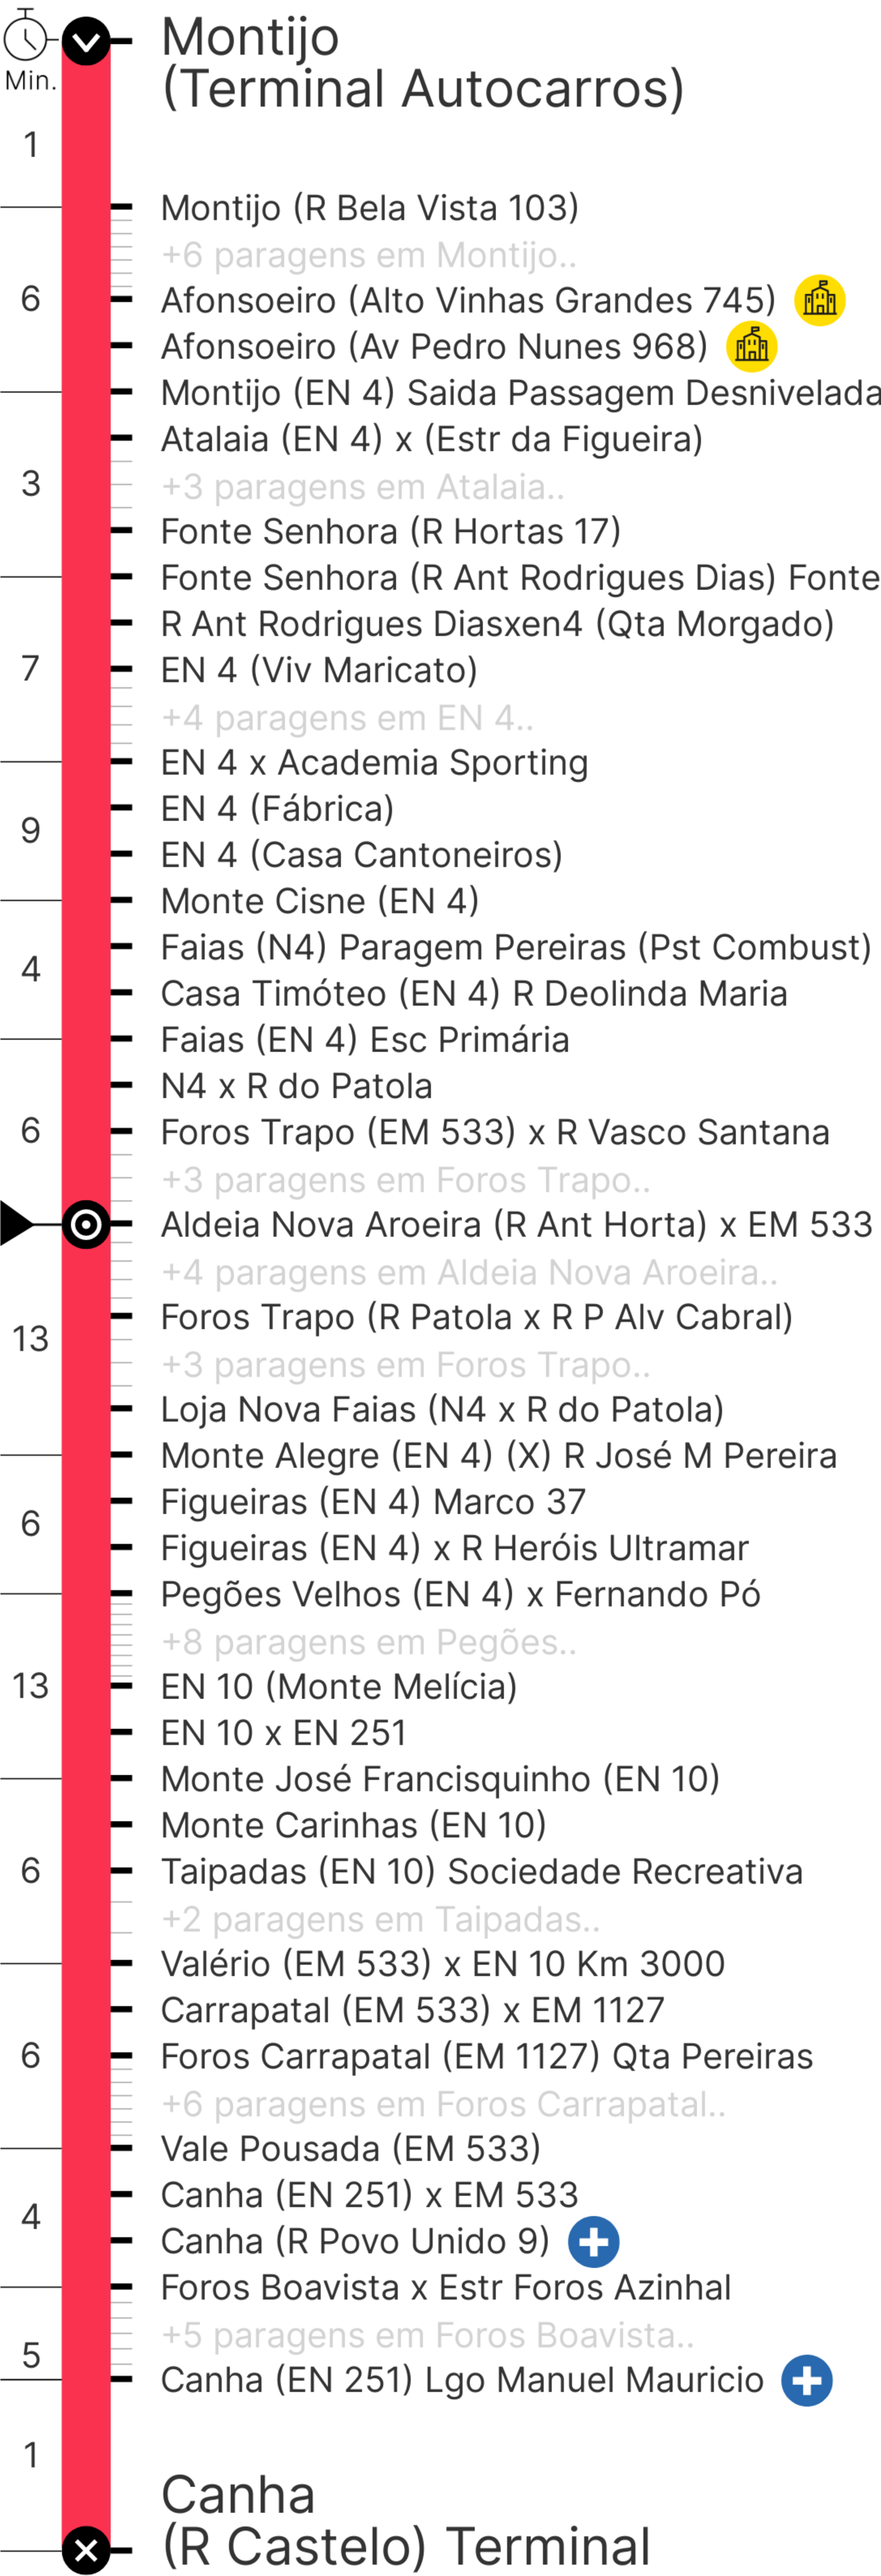 Montijo
(Terminal Autocarros)
Min.
1
Montijo (R Bela Vista 103)
+6 paragens em Montijo..
6
Afonsoeiro (Alto Vinhas Grandes 745)
Afonsoeiro (Av Pedro Nunes 968)
Montijo (EN 4) Saida Passagem Desnivelada
Atalaia (EN 4) x (Estr da Figueira)
3
+3 paragens em Atalaia..
Fonte Senhora (R Hortas 17)
Fonte Senhora (R Ant Rodrigues Dias) Fonte
R Ant Rodrigues Diasxen4 (Qta Morgado)
7
EN 4 (Viv Maricato)
+4 paragens em EN 4..
EN 4 x Academia Sporting
EN 4 (Fábrica)
9
EN 4 (Casa Cantoneiros)
Monte Cisne (EN 4)
Faias (N4) Paragem Pereiras (Pst Combust)
4
Casa Timóteo (EN 4) R Deolinda Maria
Faias (EN 4) Esc Primária
N4 x R do Patola
6
Foros Trapo (EM 533) x R Vasco Santana
+3 paragens em Foros Trapo..
Aldeia Nova Aroeira (R Ant Horta) x EM 533
+4 paragens em Aldeia Nova Aroeira..
Foros Trapo (R Patola x R P Alv Cabral)
13
+3 paragens em Foros Trapo..
Loja Nova Faias (N4 x R do Patola)
Monte Alegre (EN 4) (X) R José M Pereira
Figueiras (EN 4) Marco 37
6
Figueiras (EN 4) x R Heróis Ultramar
Pegões Velhos (EN 4) x Fernando Pó
+8 paragens em Pegões..
13
EN 10 (Monte Melícia)
EN 10 x EN 251
Monte José Francisquinho (EN 10)
Monte Carinhas (EN 10)
6
Taipadas (EN 10) Sociedade Recreativa
+2 paragens em Taipadas..
Valério (EM 533) x EN 10 Km 3000
Carrapatal (EM 533) x EM 1127
6
Foros Carrapatal (EM 1127) Qta Pereiras
+6 paragens em Foros Carrapatal..
Vale Pousada (EM 533)
Canha (EN 251) x EM 533
4
Canha (R Povo Unido 9)
Foros Boavista x Estr Foros Azinhal
+5 paragens em Foros Boavista..
5
Canha (EN 251) Lgo Manuel Mauricio
1
Canha
(R Castelo) Terminal